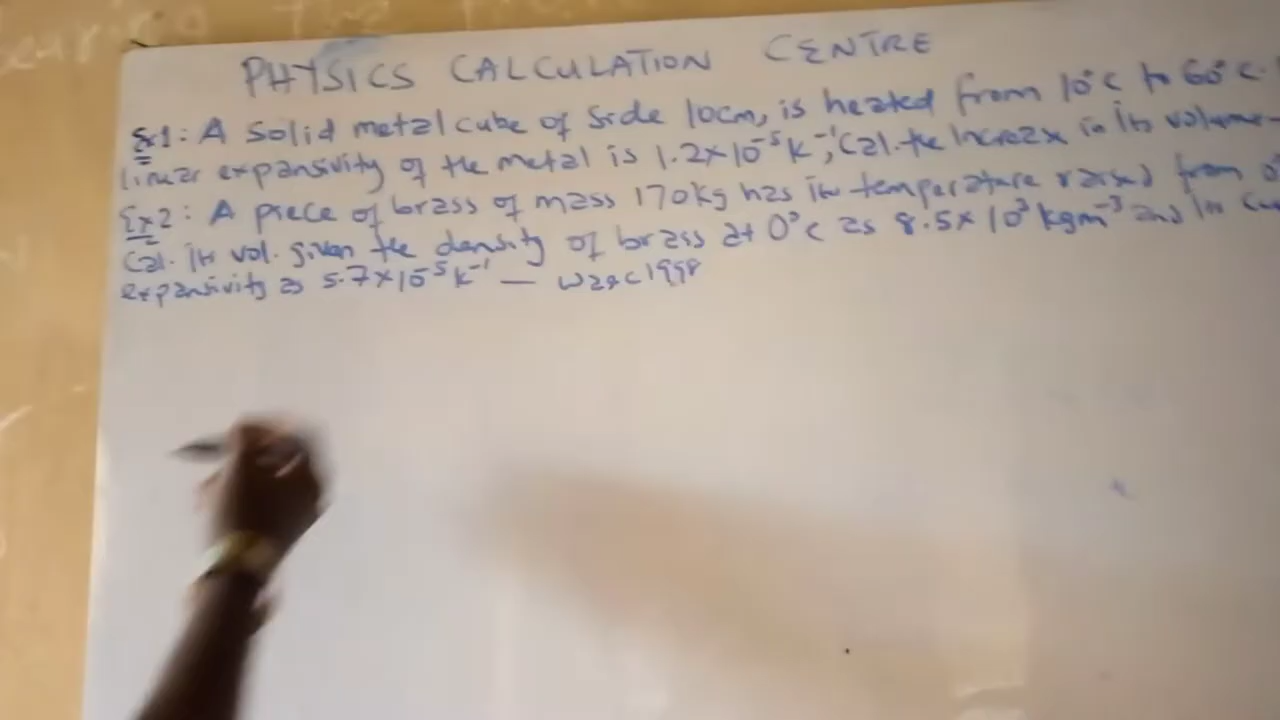 PHYSICS CALCULATION CENTRE
Ex1: A solid metal cube of side 10cm, is heated from 10°C to 60°C.
linear expansivity of the metal is 1.2×10⁻⁵K⁻¹, Cal. the increase in its volume
Ex2: A piece of brass of mass 170kg has its temperature raised from 0°
Cal. its vol. given the density of brass at 0°C as 8.5×10³kgm⁻³ and its
expansivity as 5.7×10⁻⁵K⁻¹ — WAEC 1998